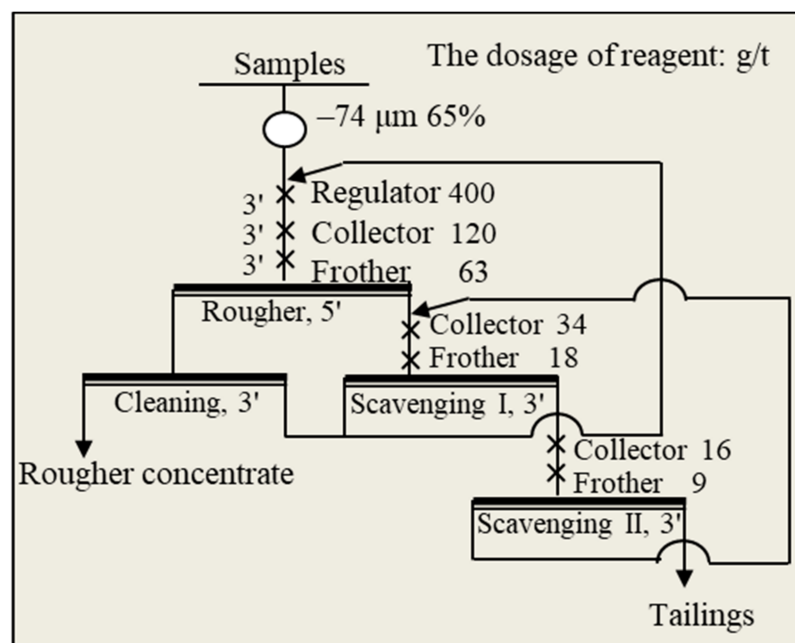 Samples
The dosage of reagent: g/t
–74 μm 65%
3' Regulator 400
3' Collector 120
3' Frother 63
Rougher, 5'
Collector 34
Frother 18
Cleaning, 3'
Scavenging I, 3'
Collector 16
Frother 9
Rougher concentrate
Scavenging II, 3'
Tailings